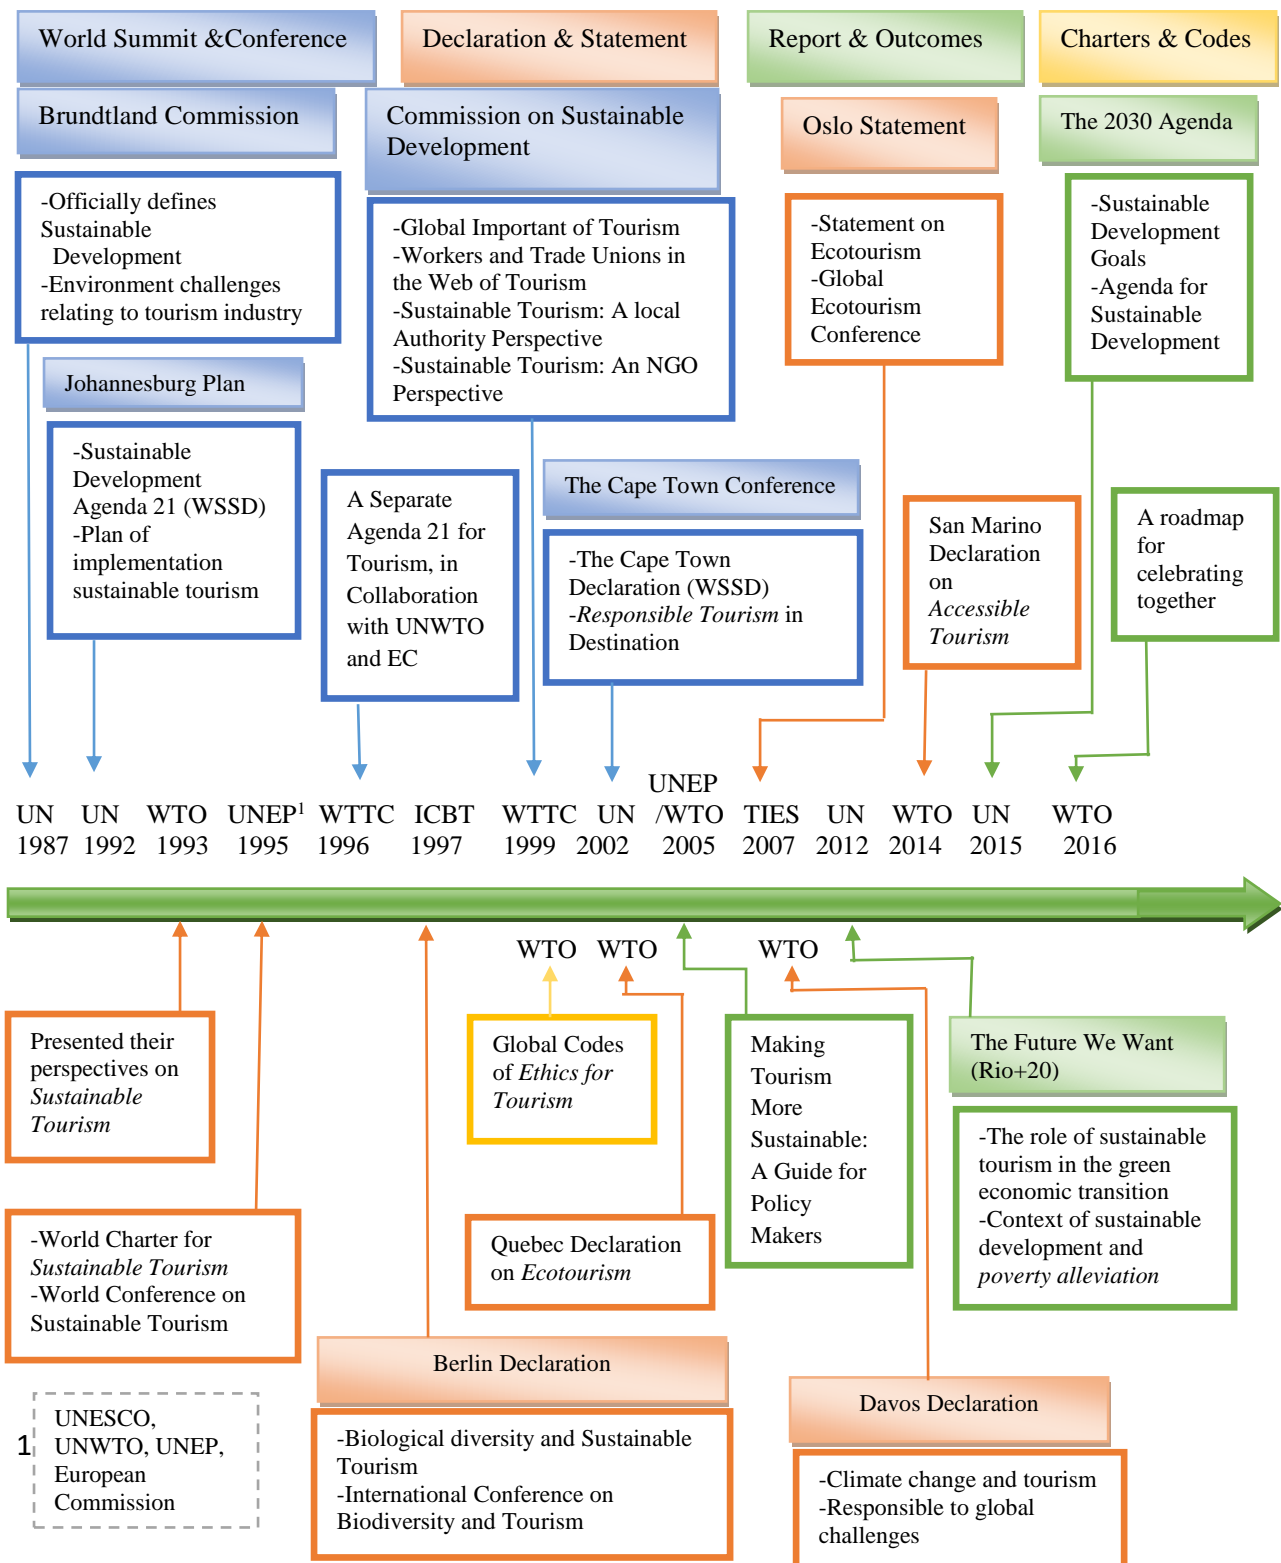 World Summit &Conference
Declaration & Statement
Report & Outcomes
Charters & Codes
Brundtland Commission
Commission on Sustainable
Development
Oslo Statement
The 2030 Agenda
-Officially defines
Sustainable
Development
-Environment challenges
relating to tourism industry
-Global Important of Tourism
-Workers and Trade Unions in
the Web of Tourism
-Sustainable Tourism: A local
Authority Perspective
-Sustainable Tourism: An NGO
Perspective
-Statement on
Ecotourism
-Global
Ecotourism
Conference
-Sustainable
Development
Goals
-Agenda for
Sustainable
Development
Johannesburg Plan
-Sustainable
Development
Agenda 21 (WSSD)
-Plan of
implementation
sustainable tourism
A Separate
Agenda 21 for
Tourism, in
Collaboration
with UNWTO
and EC
The Cape Town Conference
-The Cape Town
Declaration (WSSD)
-Responsible Tourism in
Destination
San Marino
Declaration
on
Accessible
Tourism
A roadmap
for
celebrating
together
UN
1987
UN
1992
WTO
1993
UNEP1
1995
WTTC
1996
ICBT
1997
WTTC
1999
UN
2002
UNEP
/WTO
2005
TIES
2007
UN
2012
WTO
2014
UN
2015
WTO
2016
WTO
WTO
WTO
Presented their
perspectives on
Sustainable
Tourism
Global Codes
of Ethics for
Tourism
Making
Tourism
More
Sustainable:
A Guide for
Policy
Makers
The Future We Want
(Rio+20)
-The role of sustainable
tourism in the green
economic transition
-Context of sustainable
development and
poverty alleviation
-World Charter for
Sustainable Tourism
-World Conference on
Sustainable Tourism
Quebec Declaration
on Ecotourism
Berlin Declaration
-Biological diversity and Sustainable
Tourism
-International Conference on
Biodiversity and Tourism
Davos Declaration
-Climate change and tourism
-Responsible to global
challenges
1
UNESCO,
UNWTO, UNEP,
European
Commission